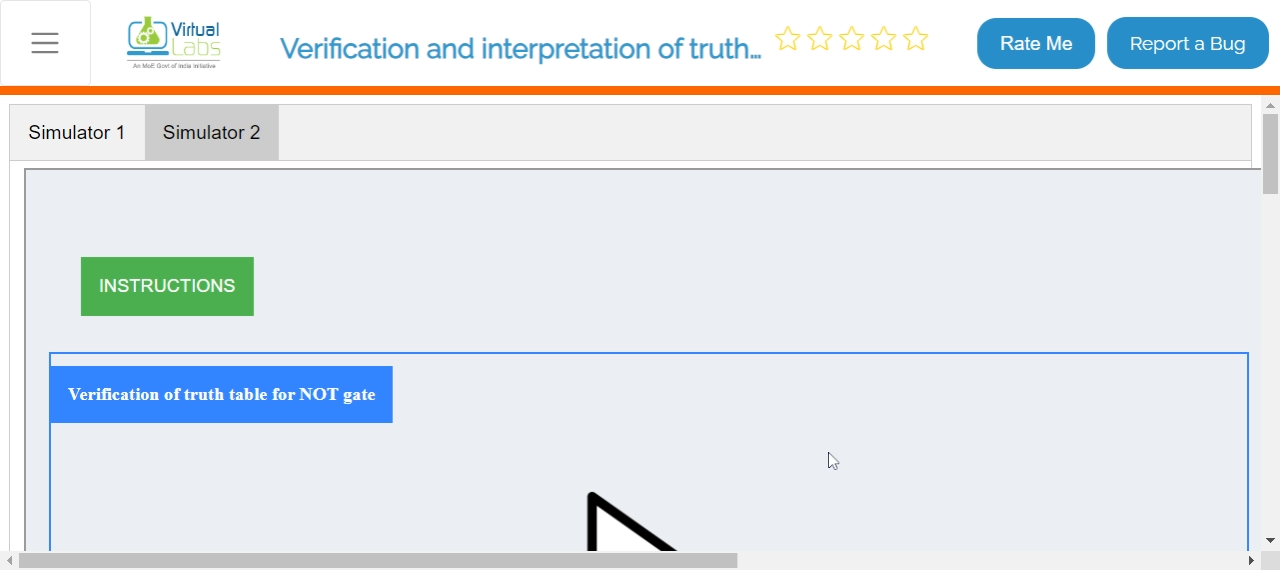 Virtual
Labs
An MoE Govt of India Initiative
Verification and interpretation of truth...
Rate Me
Report a Bug
Simulator 1
Simulator 2
INSTRUCTIONS
Verification of truth table for NOT gate